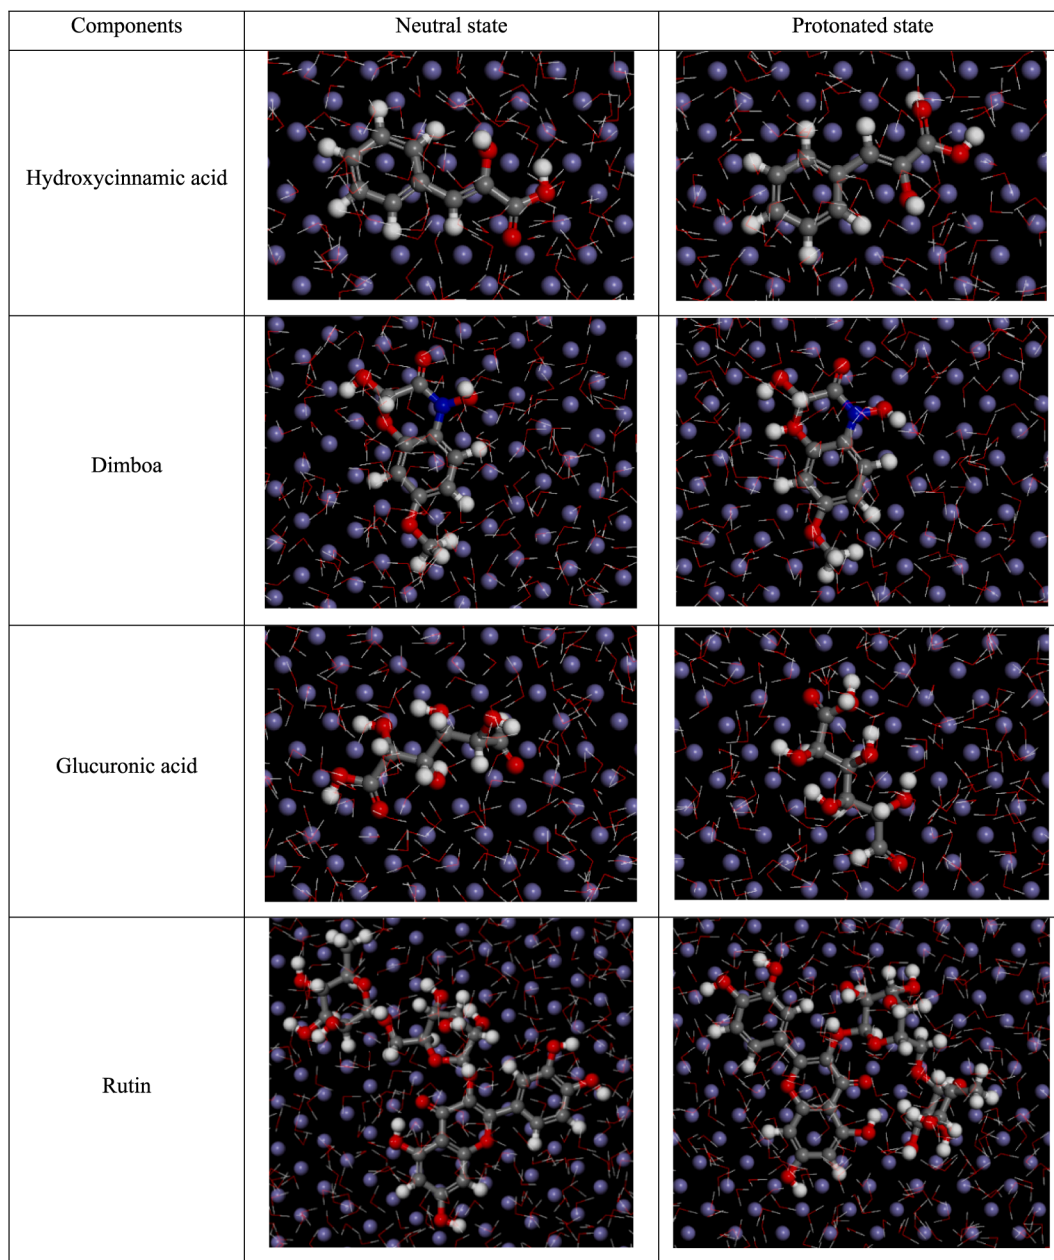 Components Neutral state Protonated state
Hydroxycinnamic acid
Dimboa
Glucuronic acid
Rutin